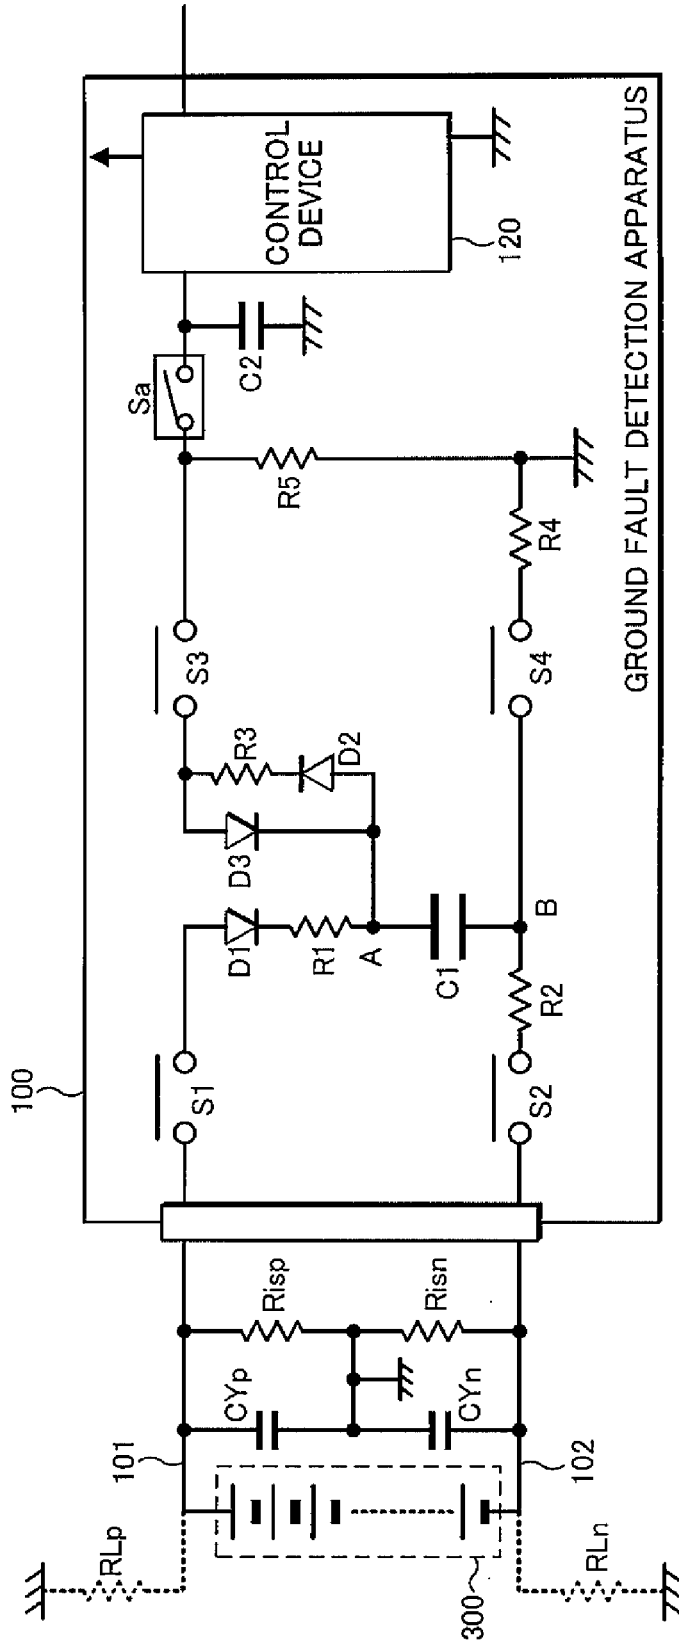 100
CONTROL
DEVICE
120
Sa
C2
R5
R4
S3
S4
R3
D2
D3
D1
R1
A
C1
B
R2
S1
S2
Risp
Risn
CYp
CYn
101
102
RLp
RLn
300
GROUND FAULT DETECTION APPARATUS